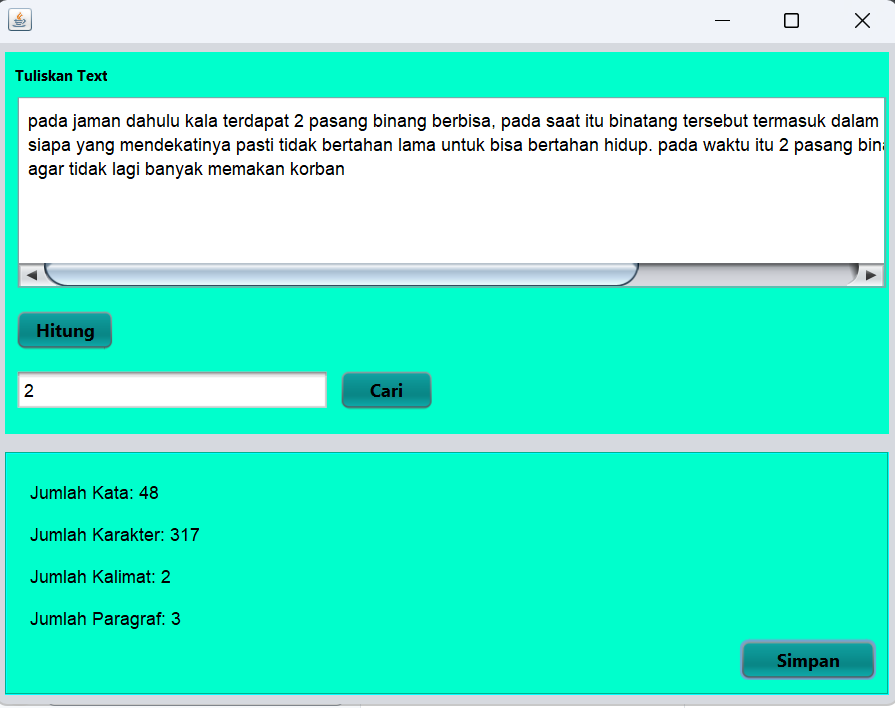 Tuliskan Text
pada jaman dahulu kala terdapat 2 pasang binang berbisa, pada saat itu binatang tersebut termasuk dalam
siapa yang mendekatinya pasti tidak bertahan lama untuk bisa bertahan hidup. pada waktu itu 2 pasang
agar tidak lagi banyak memakan korban
Hitung
2
Cari
Jumlah Kata: 48
Jumlah Karakter: 317
Jumlah Kalimat: 2
Jumlah Paragraf: 3
Simpan